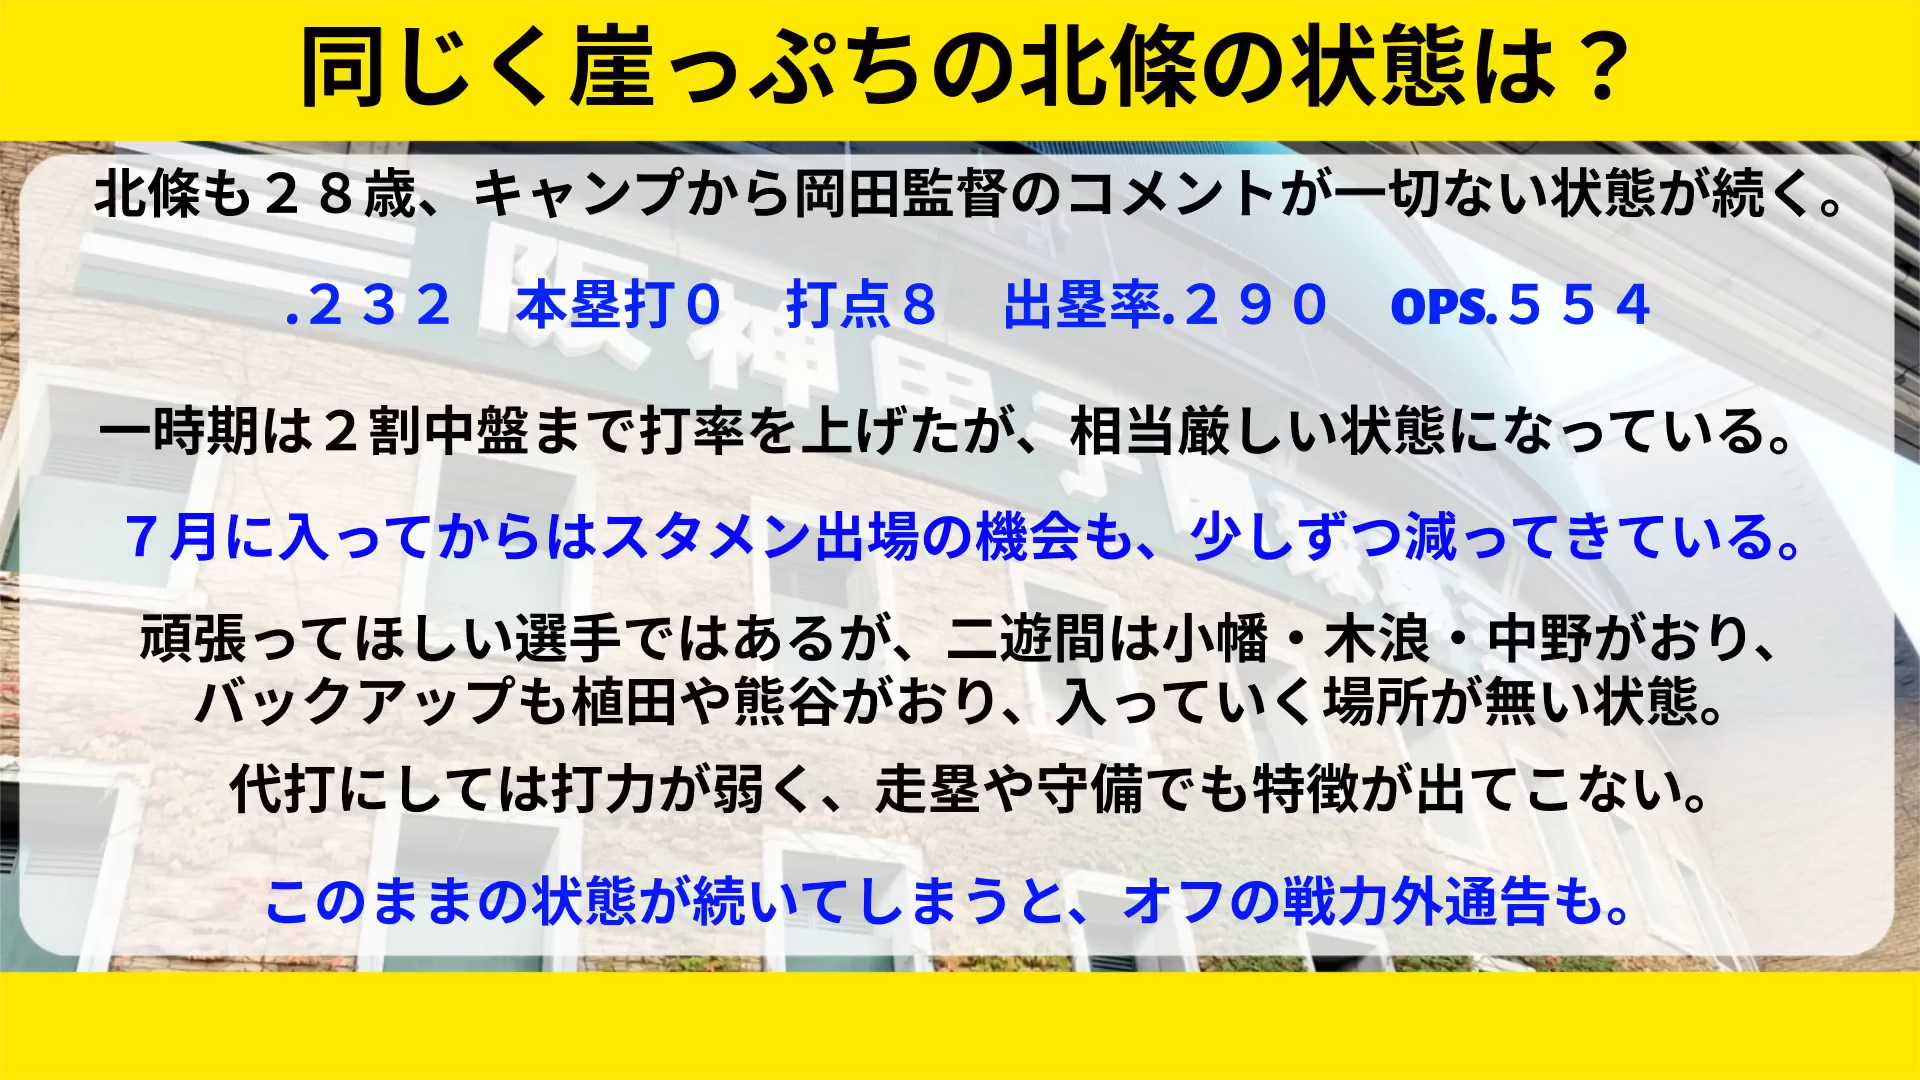 同じく崖っぷちの北條の状態は？
北條も２８歳、キャンプから岡田監督のコメントが一切ない状態が続く。
.２３２　本塁打０　打点８　出塁率.２９０　OPS.５５４
一時期は２割中盤まで打率を上げたが、相当厳しい状態になっている。
７月に入ってからはスタメン出場の機会も、少しずつ減ってきている。
頑張ってほしい選手ではあるが、二遊間は小幡・木浪・中野がおり、
バックアップも植田や熊谷がおり、入っていく場所が無い状態。
代打にしては打力が弱く、走塁や守備でも特徴が出てこない。
このままの状態が続いてしまうと、オフの戦力外通告も。
阪神甲子園